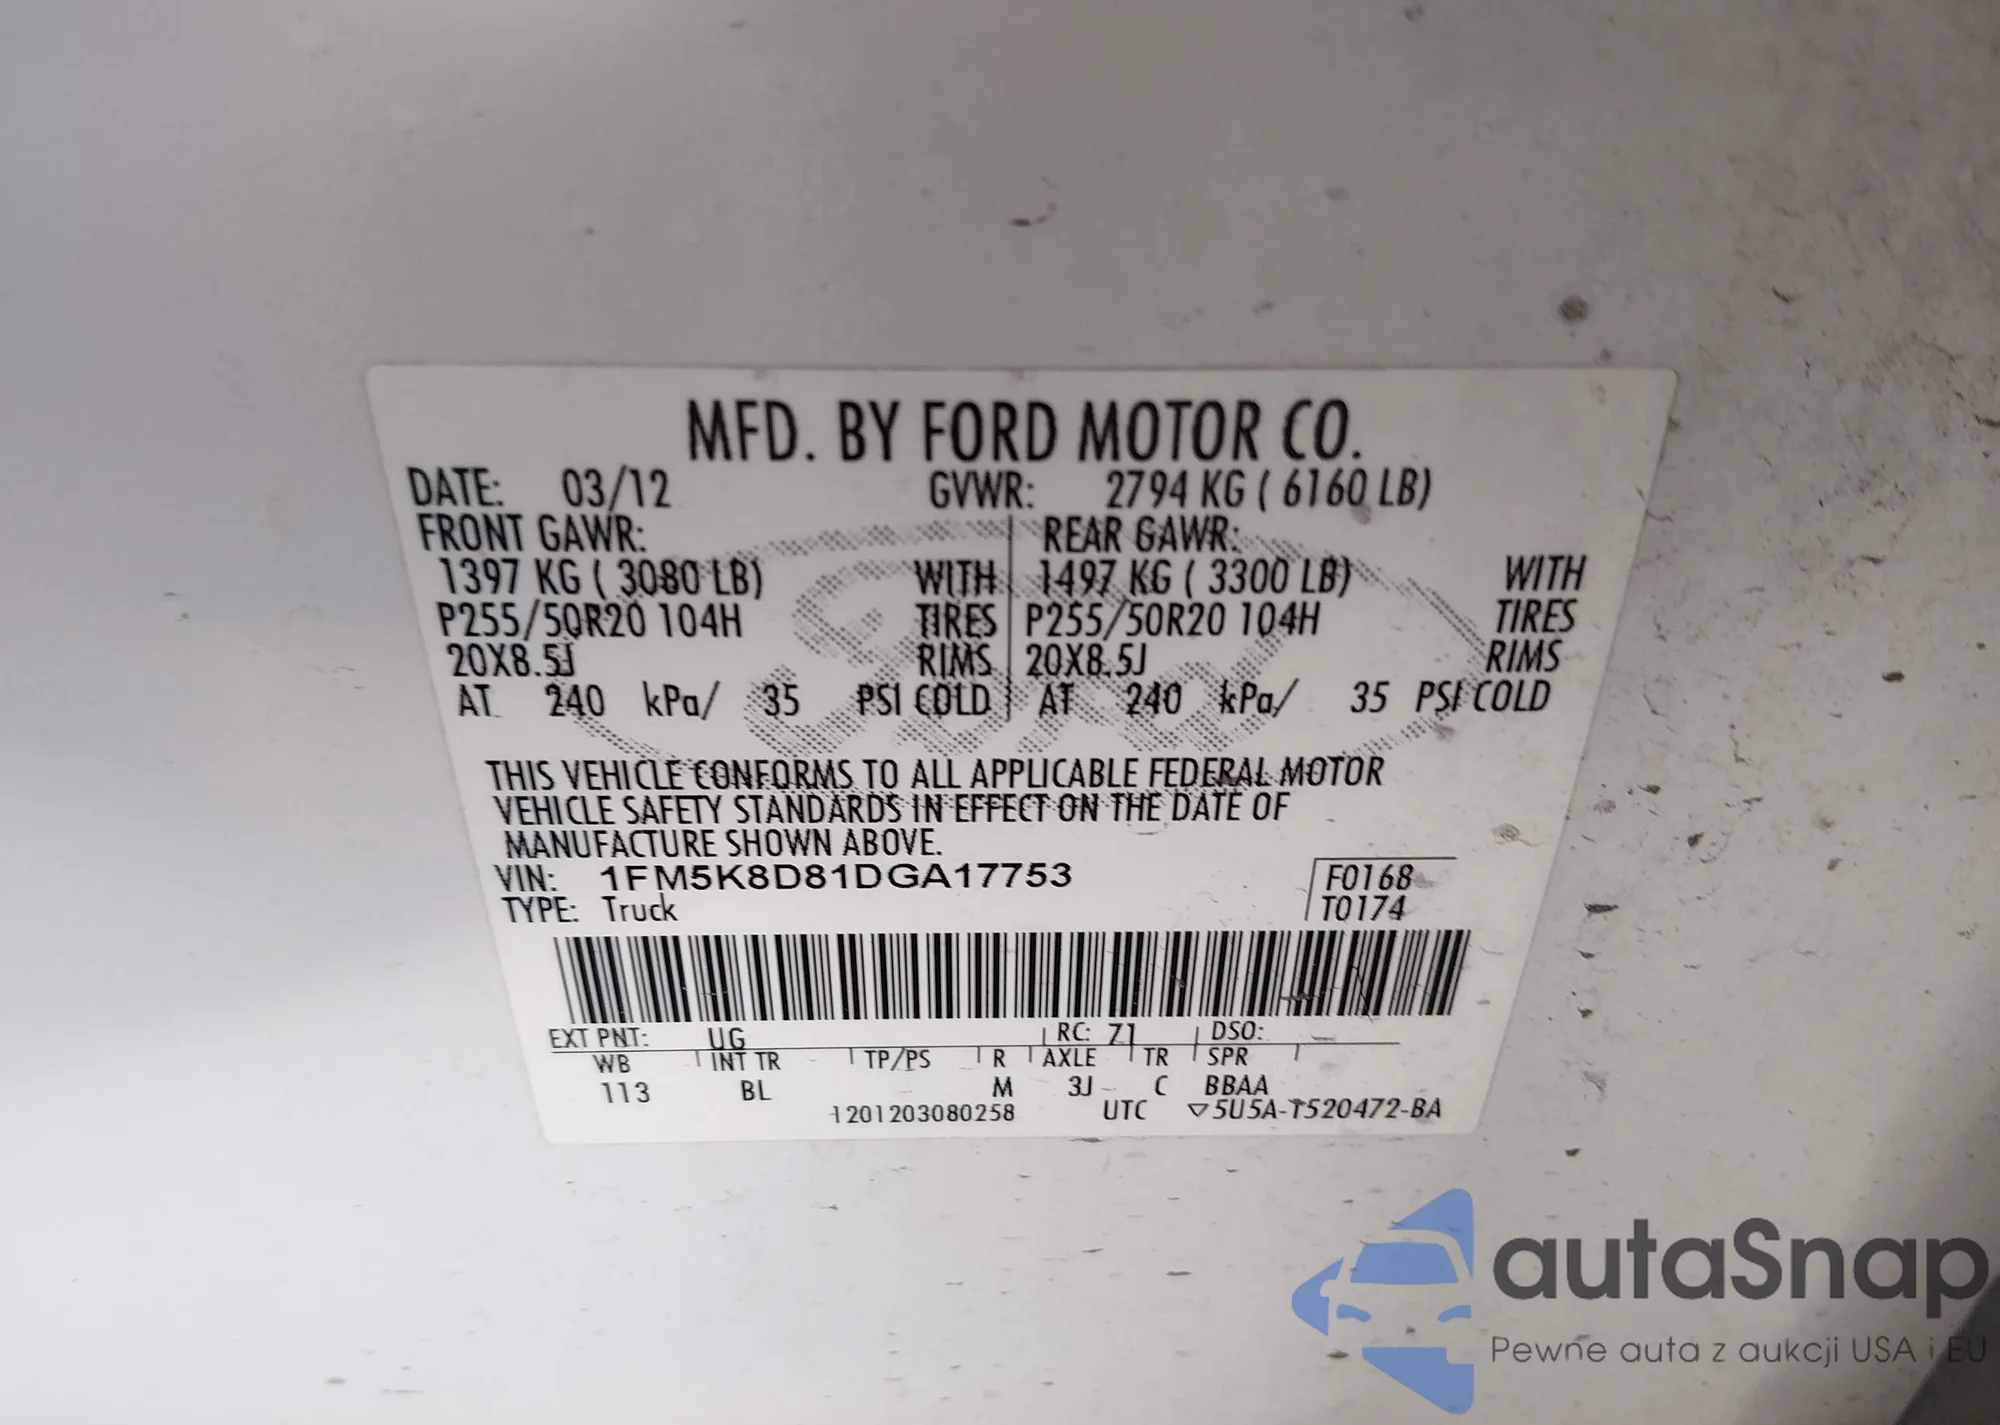 MFD. BY FORD MOTOR CO.
DATE: 03/12 GVWR: 2794 KG ( 6160 LB)
FRONT GAWR: REAR GAWR:
1397 KG ( 3080 LB) WITH 1497 KG ( 3300 LB) WITH
P255/50R20 104H TIRES P255/50R20 104H TIRES
20X8.5J RIMS 20X8.5J RIMS
AT 240 kPa/ 35 PSI COLD AT 240 kPa/ 35 PSI COLD
Ford
THIS VEHICLE CONFORMS TO ALL APPLICABLE FEDERAL MOTOR
VEHICLE SAFETY STANDARDS IN EFFECT ON THE DATE OF
MANUFACTURE SHOWN ABOVE.
VIN: 1FM5K8D81DGA17753 F0168
TYPE: Truck T0174
EXT PNT: UG RC: 71 DSO:
WB INT TR TP/PS R AXLE TR SPR
113 BL M 3J C BBAA
1201203080258 UTC ▽5U5A-1520472-BA
autaSnap
Pewne auta z aukcji USA i EU